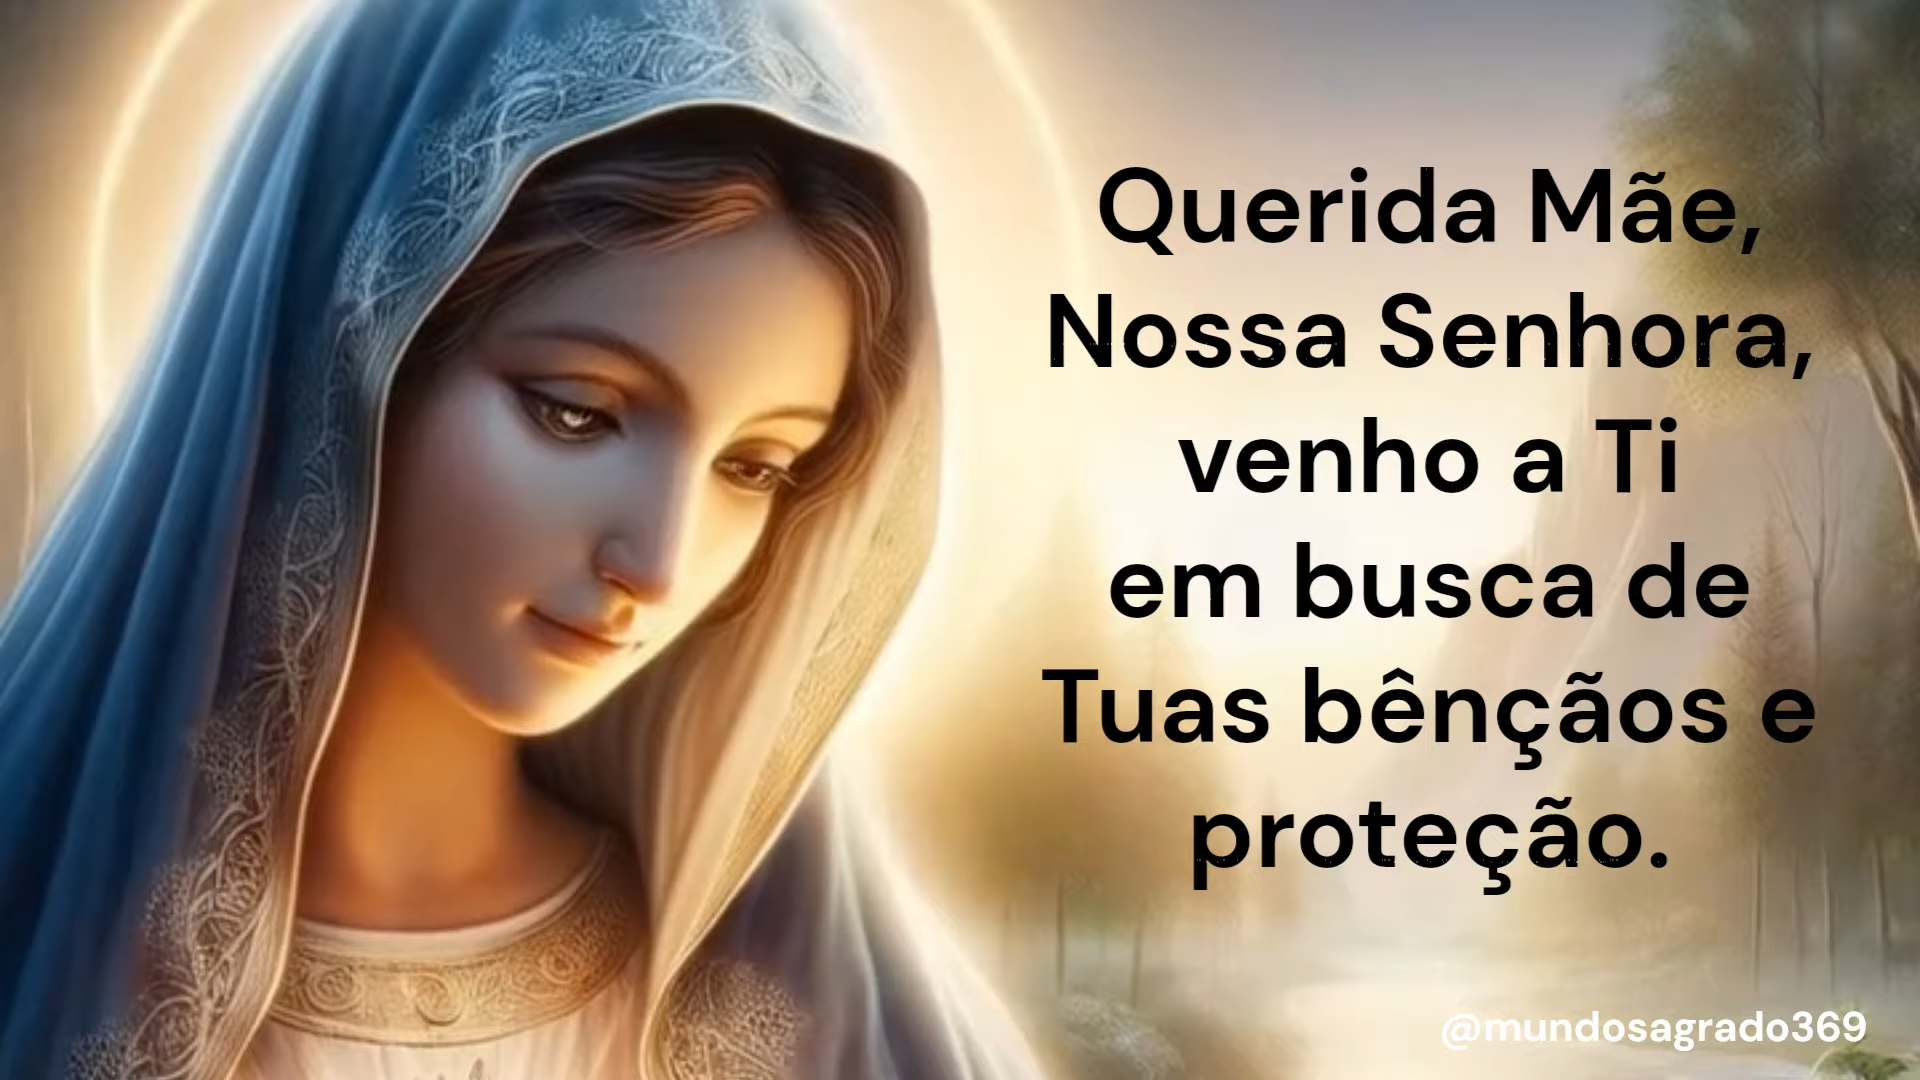 Querida Mãe,
Nossa Senhora,
venho a Ti
em busca de
Tuas bênçãos e
proteção.
@mundosagrado369